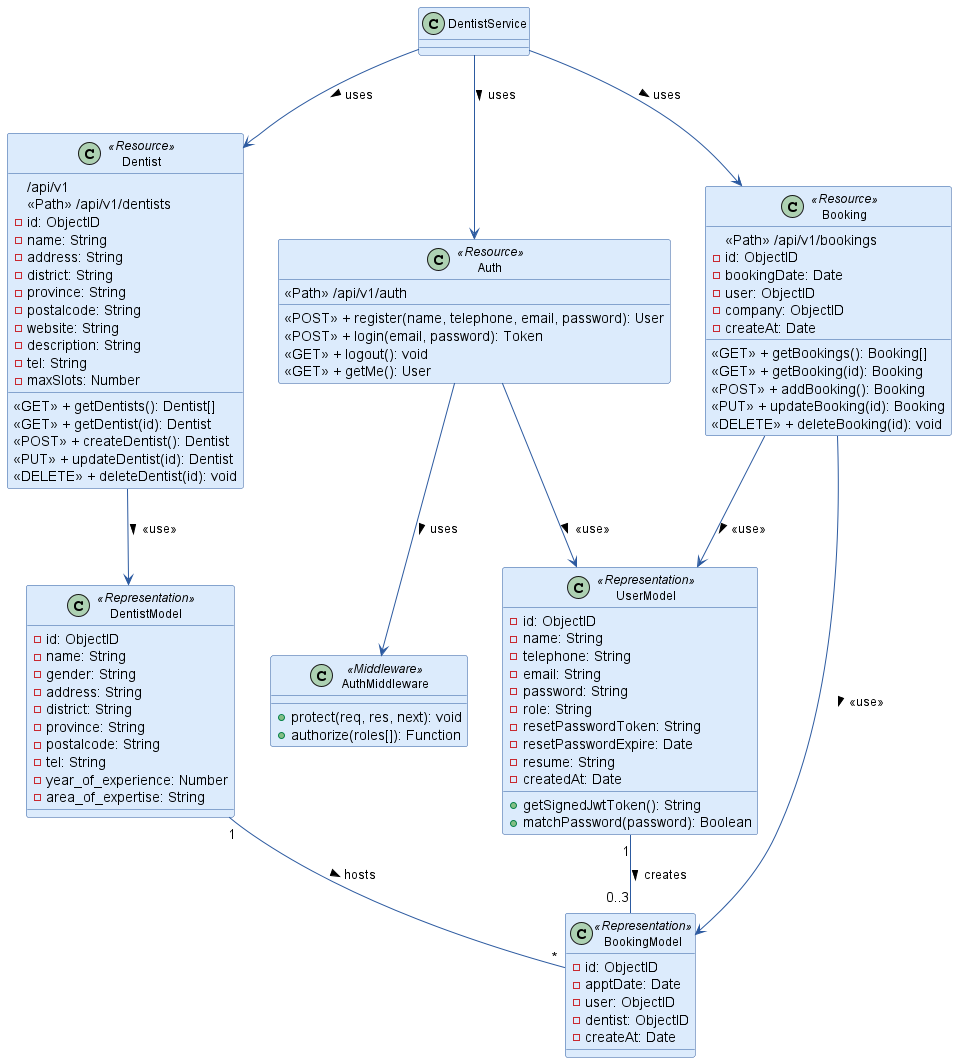 C DentistService
uses
uses
uses
C «Resource»
Dentist
/api/v1
«Path» /api/v1/dentists
id: ObjectID
name: String
address: String
district: String
province: String
postalcode: String
website: String
description: String
tel: String
maxSlots: Number
«GET» + getDentists(): Dentist[]
«GET» + getDentist(id): Dentist
«POST» + createDentist(): Dentist
«PUT» + updateDentist(id): Dentist
«DELETE» + deleteDentist(id): void
C «Resource»
Auth
«Path» /api/v1/auth
«POST» + register(name, telephone, email, password): User
«POST» + login(email, password): Token
«GET» + logout(): void
«GET» + getMe(): User
C «Resource»
Booking
«Path» /api/v1/bookings
id: ObjectID
bookingDate: Date
user: ObjectID
company: ObjectID
createAt: Date
«GET» + getBookings(): Booking[]
«GET» + getBooking(id): Booking
«POST» + addBooking(): Booking
«PUT» + updateBooking(id): Booking
«DELETE» + deleteBooking(id): void
«use»
uses
«use»
«use»
«use»
C «Representation»
DentistModel
id: ObjectID
name: String
gender: String
address: String
district: String
province: String
postalcode: String
tel: String
year_of_experience: Number
area_of_expertise: String
C «Middleware»
AuthMiddleware
protect(req, res, next): void
authorize(roles[]): Function
C «Representation»
UserModel
id: ObjectID
name: String
telephone: String
email: String
password: String
role: String
resetPasswordToken: String
resetPasswordExpire: Date
resume: String
createdAt: Date
getSignedJwtToken(): String
matchPassword(password): Boolean
1
hosts
*
1
creates
0..3
C «Representation»
BookingModel
id: ObjectID
apptDate: Date
user: ObjectID
dentist: ObjectID
createAt: Date